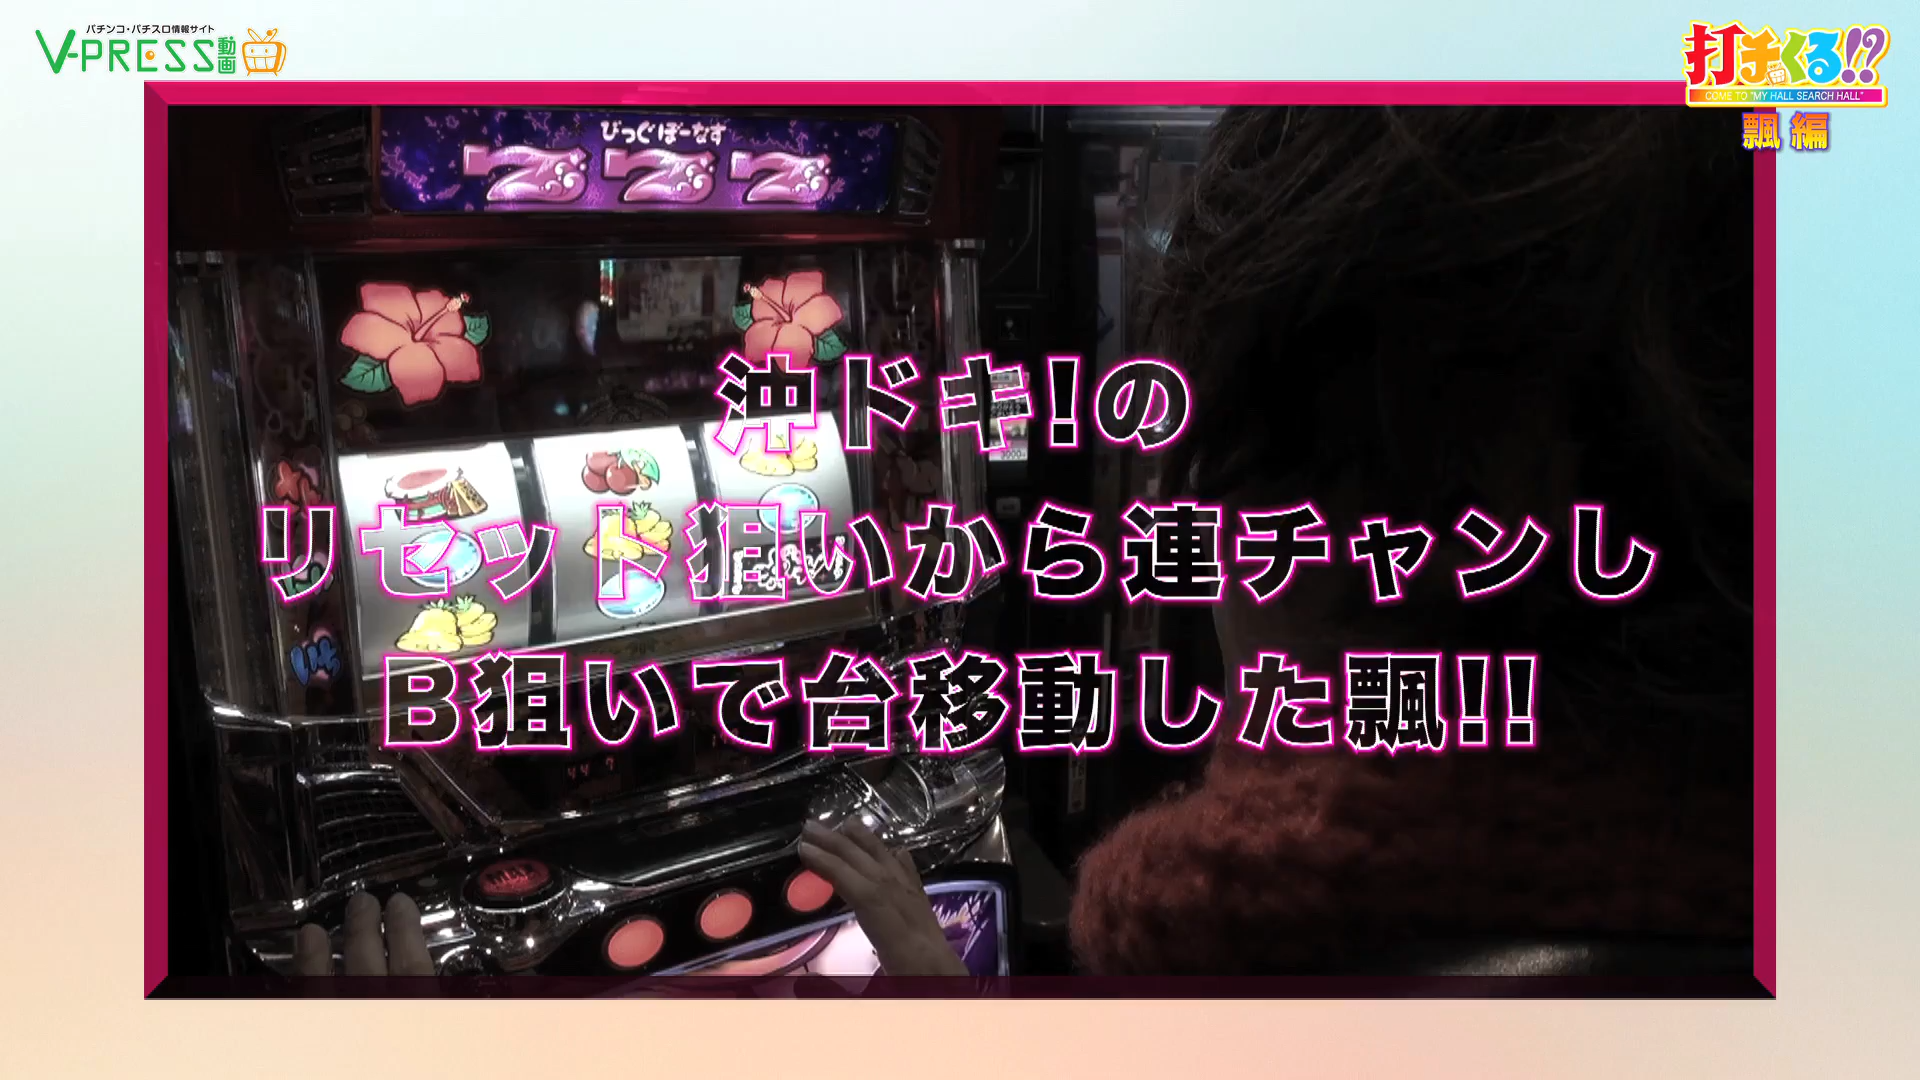 パチンコ・パチスロ情報サイト
V-PRESS動画
打チくる!?
COME TO "MY HALL SEARCH HALL"
飄編
びっぐぼーなす
777
沖ドキ!の
リセット狙いから連チャンし
B狙いで台移動した飄!!
MAX